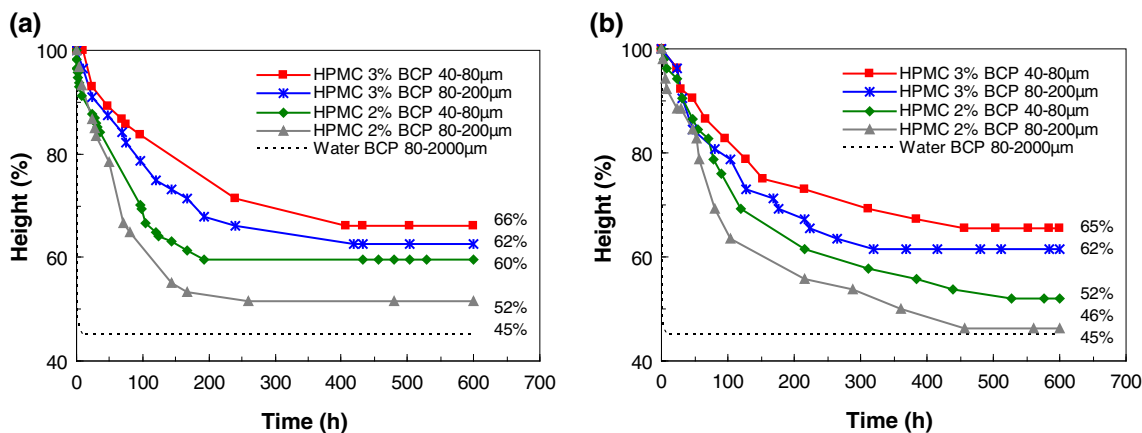 (a)
Height (%)
100
80
60
40
HPMC 3% BCP 40-80µm
HPMC 3% BCP 80-200µm
HPMC 2% BCP 40-80µm
HPMC 2% BCP 80-200µm
Water BCP 80-2000µm
66%
62%
60%
52%
45%
0
100
200
300
400
500
600
700
Time (h)
(b)
Height (%)
100
80
60
40
HPMC 3% BCP 40-80µm
HPMC 3% BCP 80-200µm
HPMC 2% BCP 40-80µm
HPMC 2% BCP 80-200µm
Water BCP 80-2000µm
65%
62%
52%
46%
45%
0
100
200
300
400
500
600
700
Time (h)